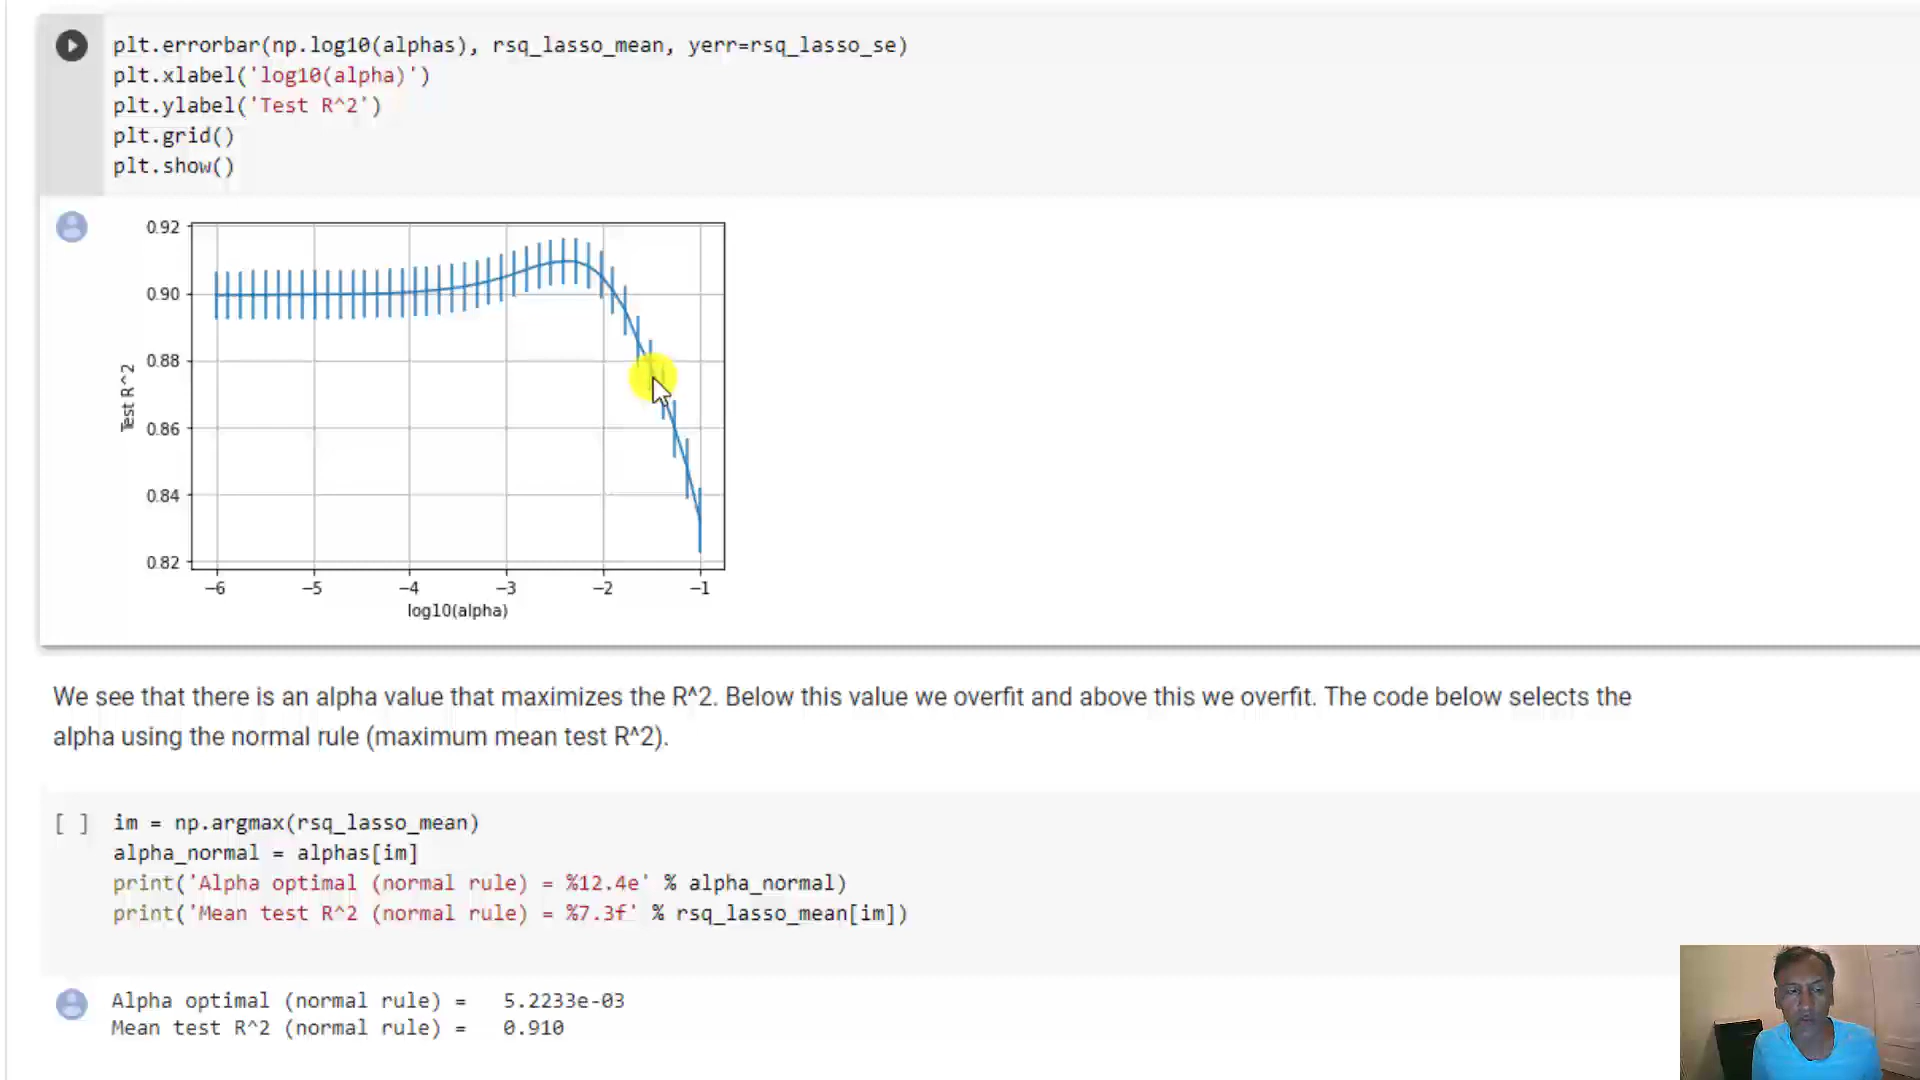 plt.errorbar(np.log10(alphas), rsq_lasso_mean, yerr=rsq_lasso_se)
plt.xlabel('log10(alpha)')
plt.ylabel('Test R^2')
plt.grid()
plt.show()
0.92
0.90
0.88
0.86
0.84
0.82
Test R^2
−6 −5 −4 −3 −2 −1
log10(alpha)
We see that there is an alpha value that maximizes the R^2. Below this value we overfit and above this we overfit. The code below selects the
alpha using the normal rule (maximum mean test R^2).
[ ] im = np.argmax(rsq_lasso_mean)
alpha_normal = alphas[im]
print('Alpha optimal (normal rule) = %12.4e' % alpha_normal)
print('Mean test R^2 (normal rule) = %7.3f' % rsq_lasso_mean[im])
Alpha optimal (normal rule) =   5.2233e-03
Mean test R^2 (normal rule) =   0.910